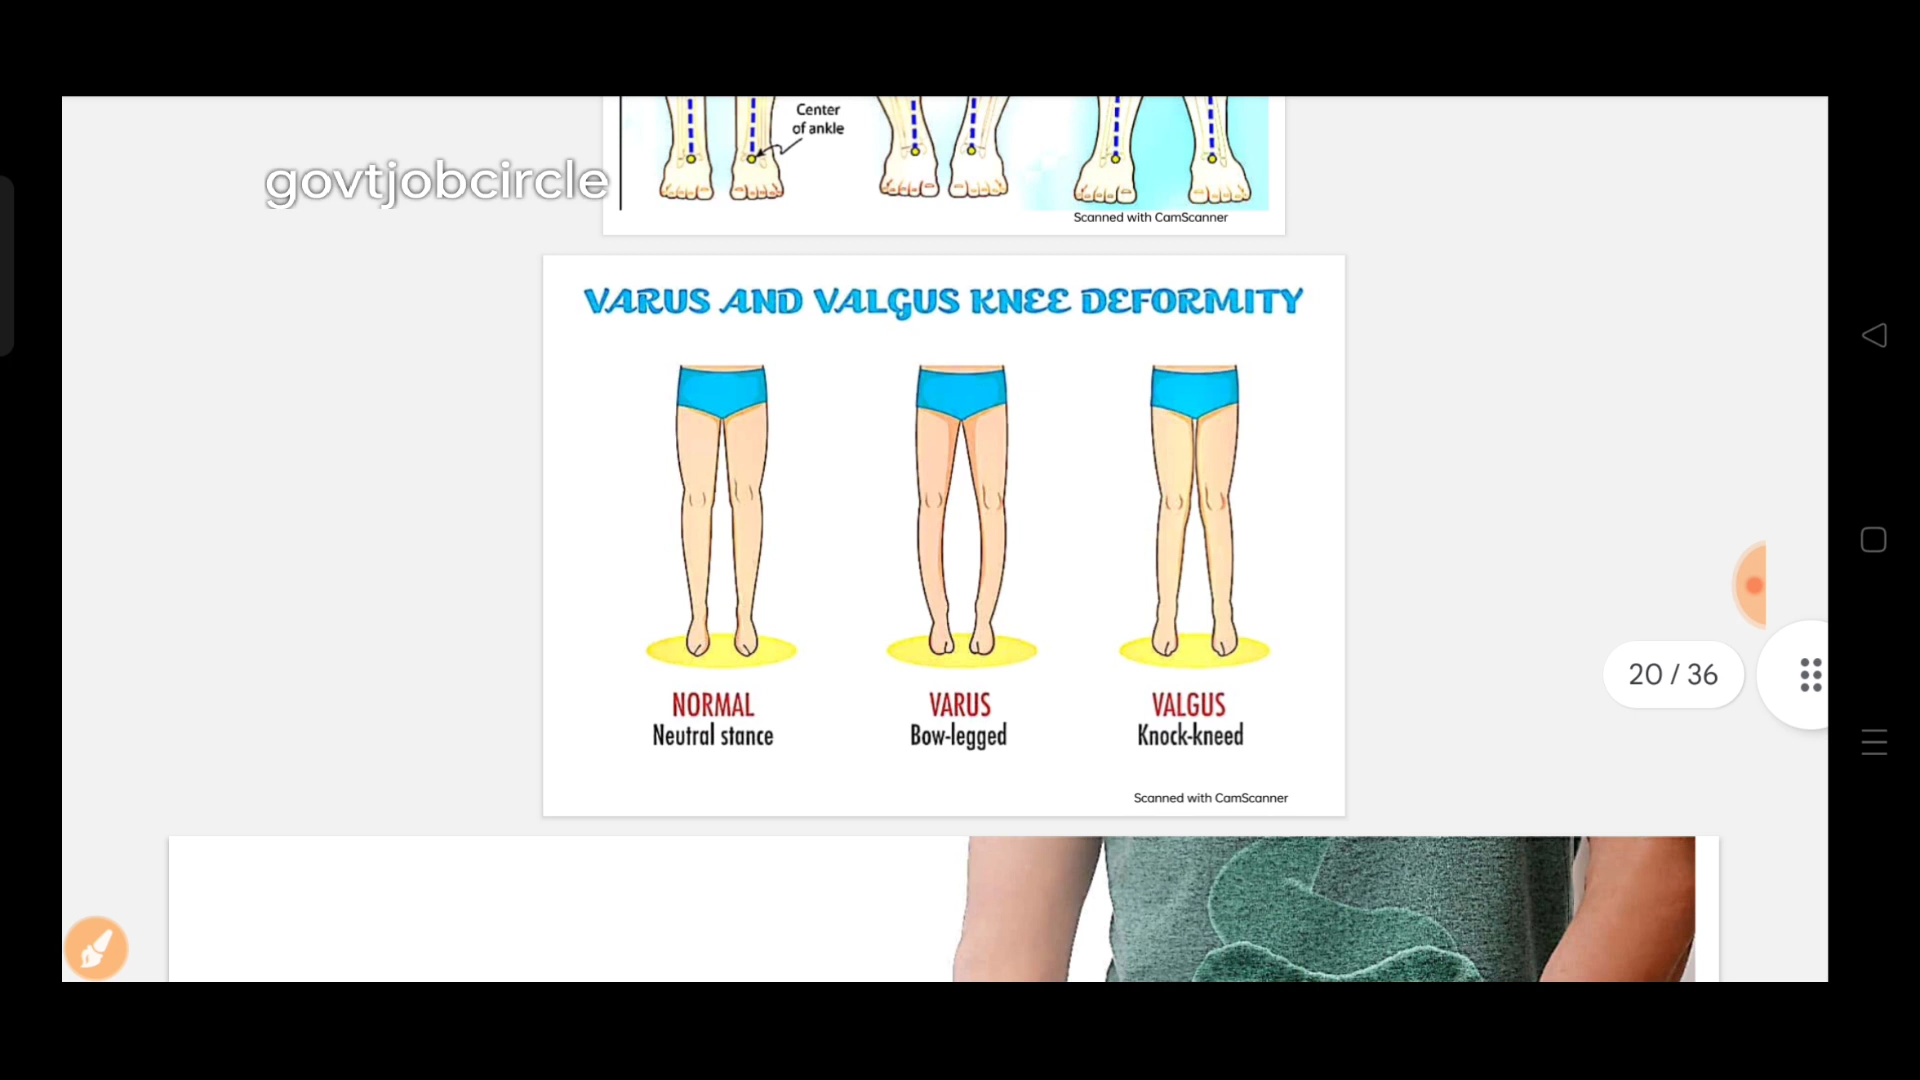 Center
of ankle
govtjobcircle
Scanned with CamScanner
VARUS AND VALGUS KNEE DEFORMITY
NORMAL
Neutral stance
VARUS
Bow-legged
VALGUS
Knock-kneed
20 / 36
Scanned with CamScanner